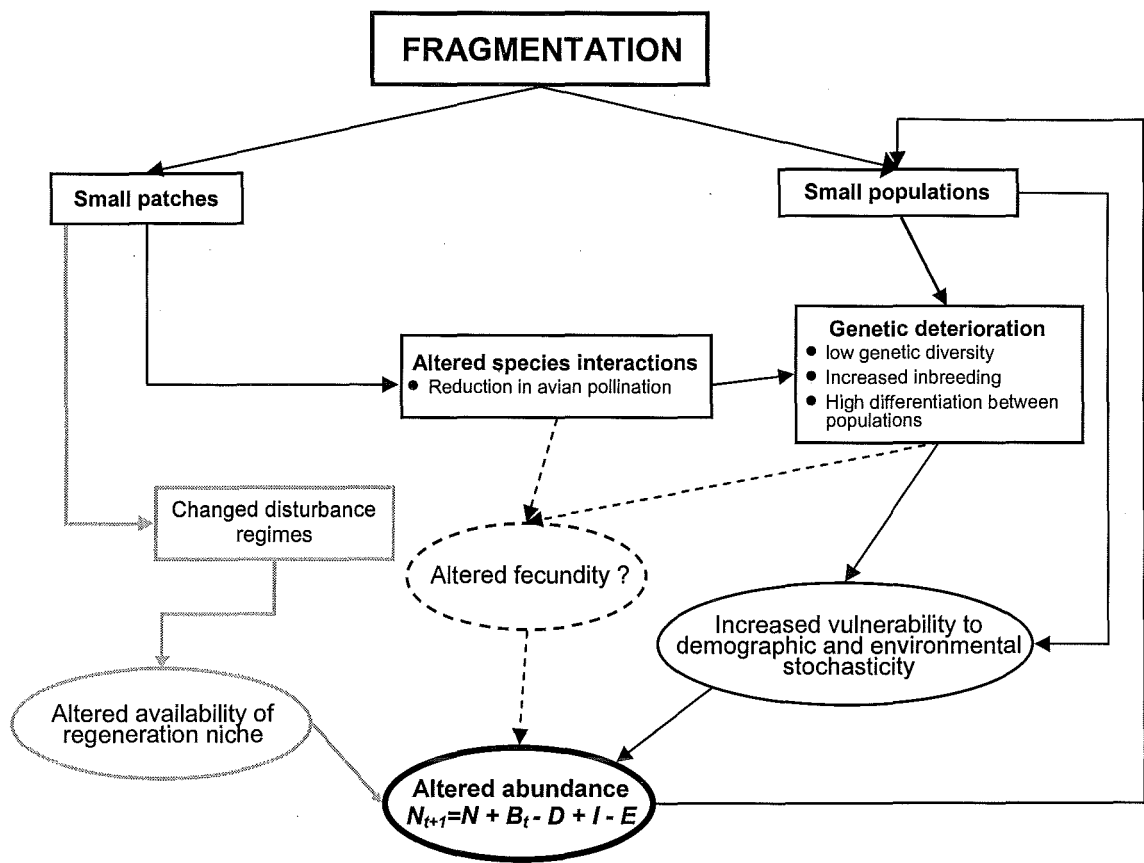 FRAGMENTATION
Small patches
Small populations
Genetic deterioration
● low genetic diversity
● Increased inbreeding
● High differentiation between
populations
Altered species interactions
● Reduction in avian pollination
Changed disturbance
regimes
Altered fecundity ?
Increased vulnerability to
demographic and environmental
stochasticity
Altered availability of
regeneration niche
Altered abundance
N_{t+1}=N + B_t - D + I - E